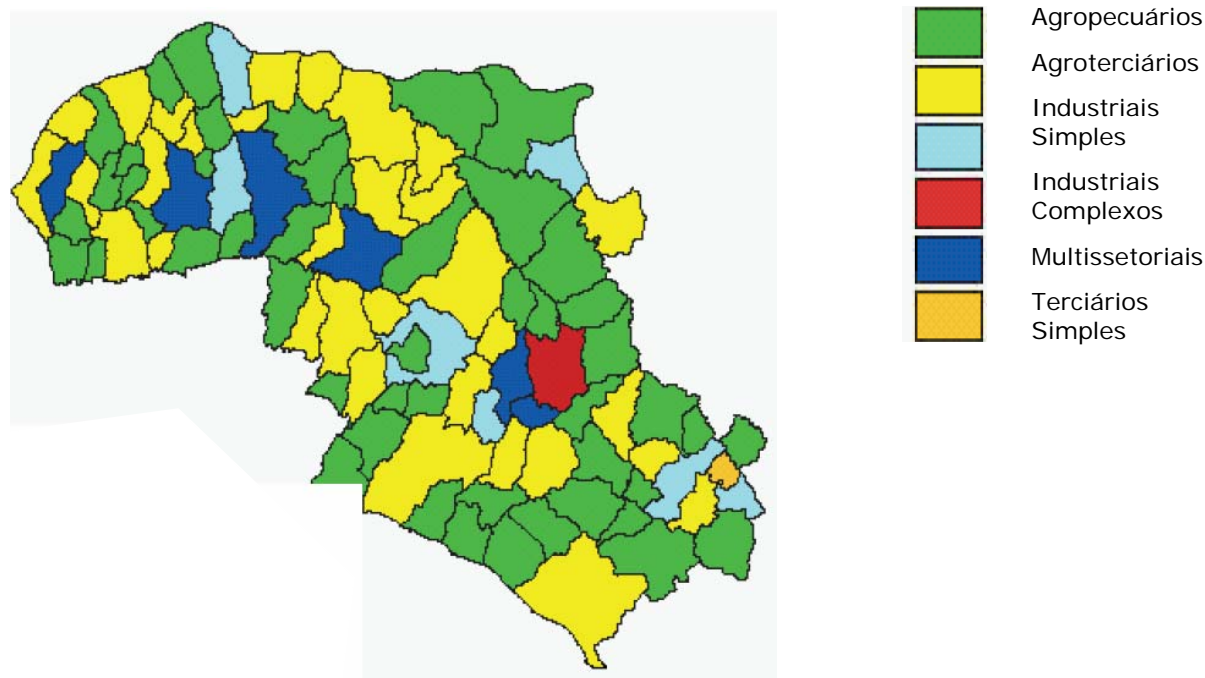 Agropecuários
Agroterciários
Industriais
Simples
Industriais
Complexos
Multissetoriais
Terciários
Simples